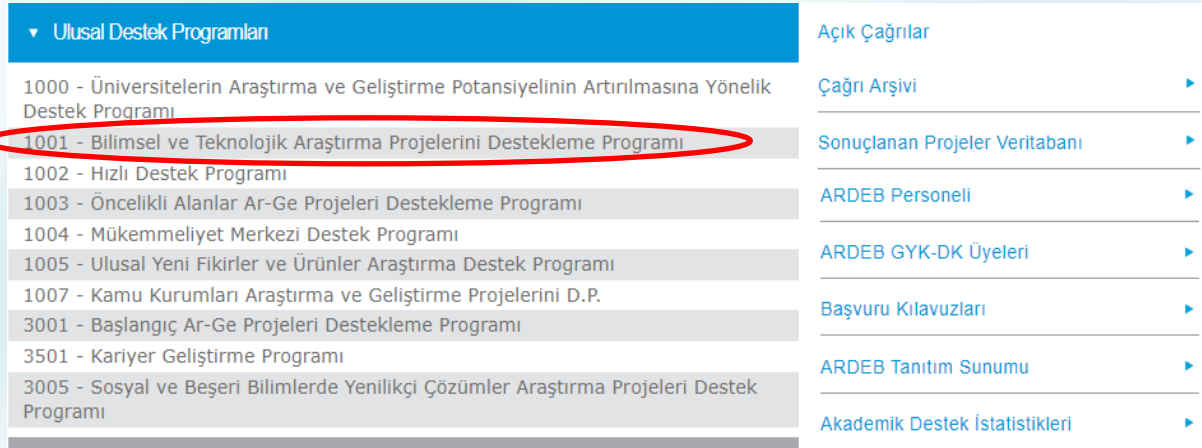 Ulusal Destek Programları
1000 - Üniversitelerin Araştırma ve Geliştirme Potansiyelinin Artırılmasına Yönelik
Destek Programı
1001 - Bilimsel ve Teknolojik Araştırma Projelerini Destekleme Programı
1002 - Hızlı Destek Programı
1003 - Öncelikli Alanlar Ar-Ge Projeleri Destekleme Programı
1004 - Mükemmeliyet Merkezi Destek Programı
1005 - Ulusal Yeni Fikirler ve Ürünler Araştırma Destek Programı
1007 - Kamu Kurumları Araştırma ve Geliştirme Projelerini D.P.
3001 - Başlangıç Ar-Ge Projeleri Destekleme Programı
3501 - Kariyer Geliştirme Programı
3005 - Sosyal ve Beşeri Bilimlerde Yenilikçi Çözümler Araştırma Projeleri Destek
Programı
Açık Çağrılar
Çağrı Arşivi
Sonuçlanan Projeler Veritabanı
ARDEB Personeli
ARDEB GYK-DK Üyeleri
Başvuru Kılavuzları
ARDEB Tanıtım Sunumu
Akademik Destek İstatistikleri